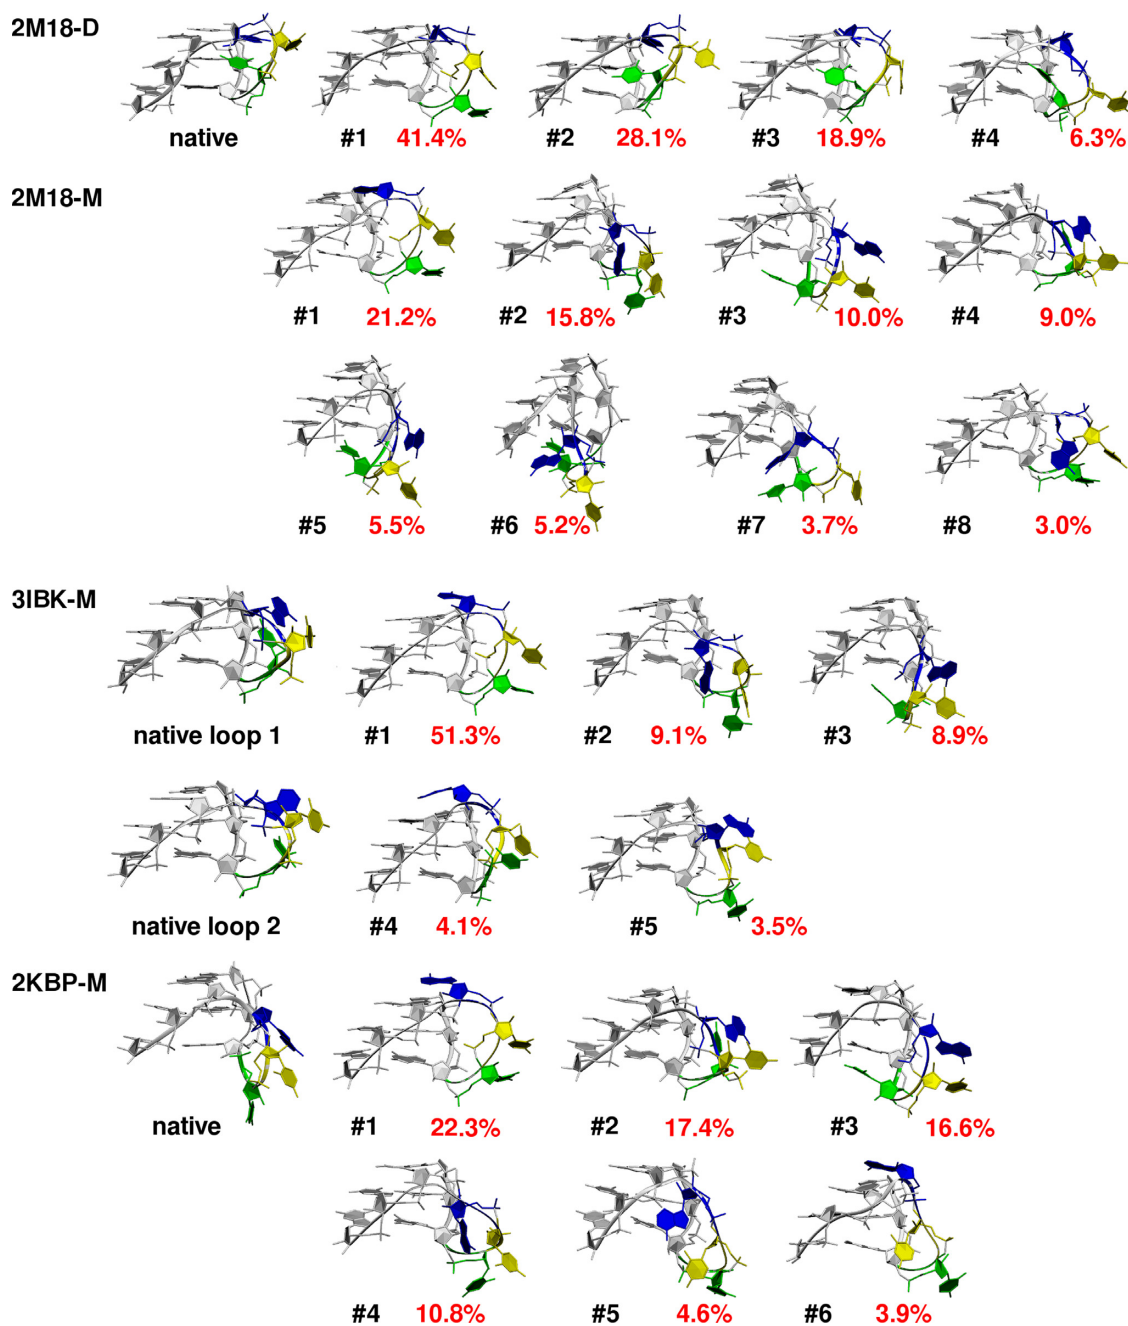 2M18-D
native #1 41.4% #2 28.1% #3 18.9% #4 6.3%
2M18-M
#1 21.2% #2 15.8% #3 10.0% #4 9.0%
#5 5.5% #6 5.2% #7 3.7% #8 3.0%
3IBK-M
native loop 1 #1 51.3% #2 9.1% #3 8.9%
native loop 2 #4 4.1% #5 3.5%
2KBP-M
native #1 22.3% #2 17.4% #3 16.6%
#4 10.8% #5 4.6% #6 3.9%